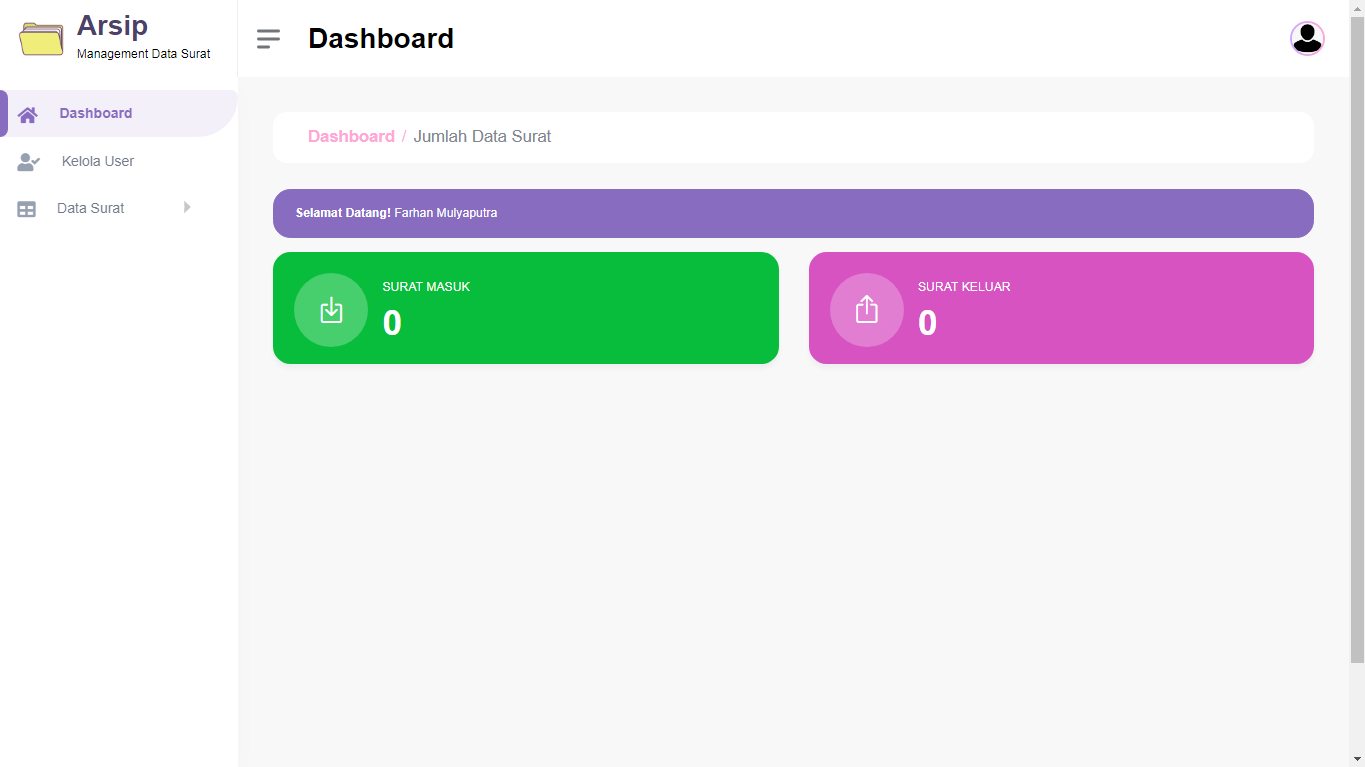 Arsip
Management Data Surat
Dashboard
Dashboard
Kelola User
Data Surat
Dashboard / Jumlah Data Surat
Selamat Datang! Farhan Mulyaputra
SURAT MASUK
0
SURAT KELUAR
0